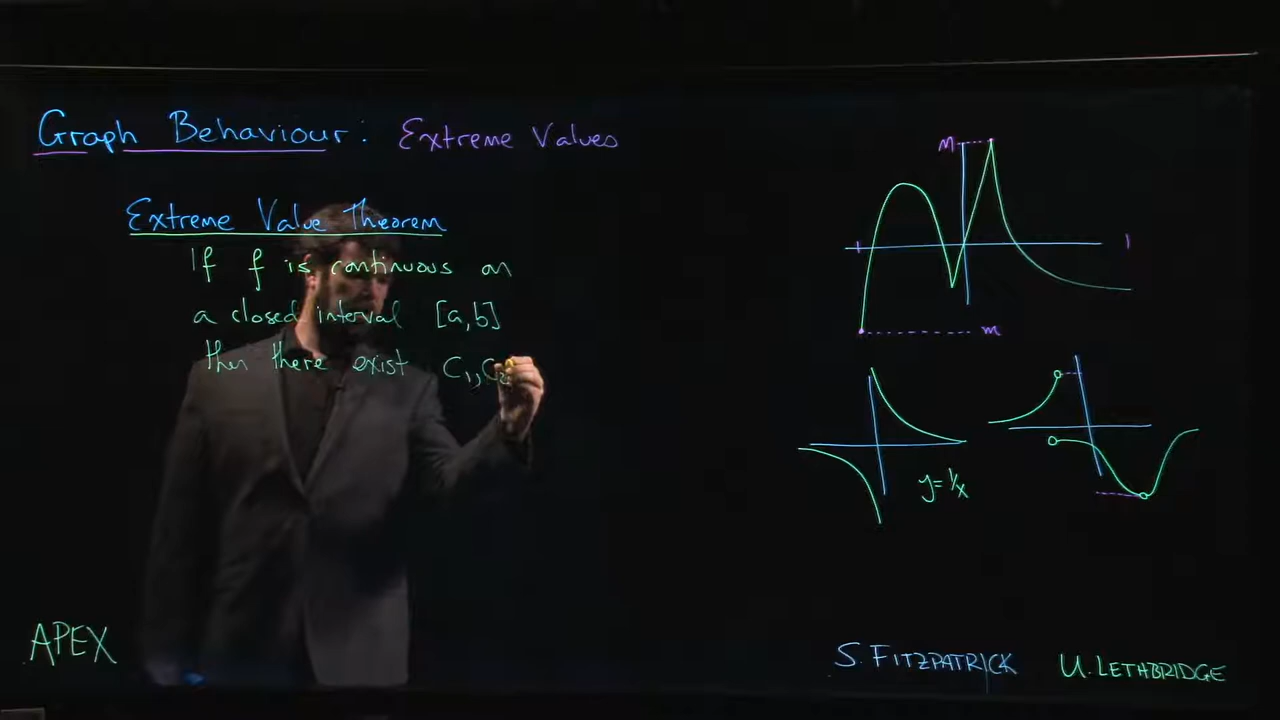 Graph Behaviour: Extreme Values
Extreme Value Theorem
If f is continuous on
a closed interval [a,b]
then there exist C₁,C₂
M
m
y=1/x
APEX
S. FITZPATRICK
U. LETHBRIDGE